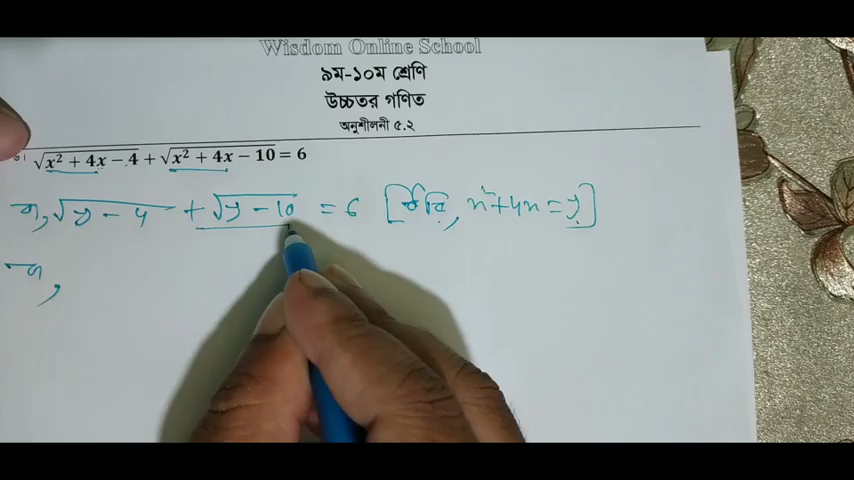 Wisdom Online School
৯ম-১০ম শ্রেণি
উচ্চতর গণিত
অনুশীলনী ৫.২
৩। √(x² + 4x − 4) + √(x² + 4x − 10) = 6
বা, √(y − 4) + √(y − 10) = 6 [ধরি, x² + 4x = y]
বা,